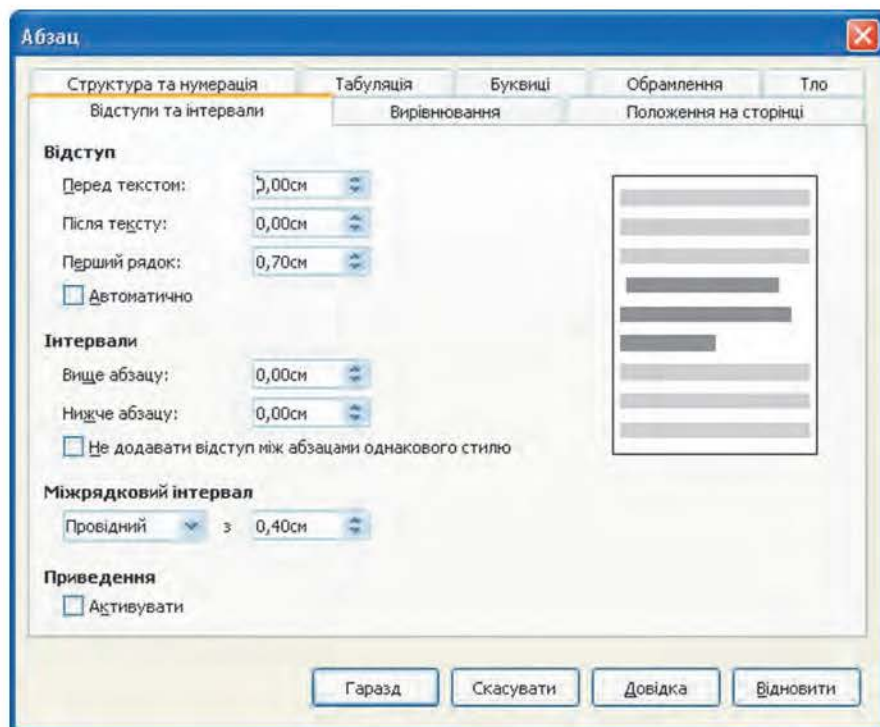 Абзац
Структура та нумерація Табуляція Буквиці Обрамлення Тло
Відступи та інтервали Вирівнювання Положення на сторінці
Відступ
Перед текстом: 0,00см
Після тексту: 0,00см
Перший рядок: 0,70см
Автоматично
Інтервали
Вище абзацу: 0,00см
Нижче абзацу: 0,00см
Не додавати відступ між абзацами однакового стилю
Міжрядковий інтервал
Провідний з 0,40см
Приведення
Активувати
Гаразд Скасувати Довідка Відновити